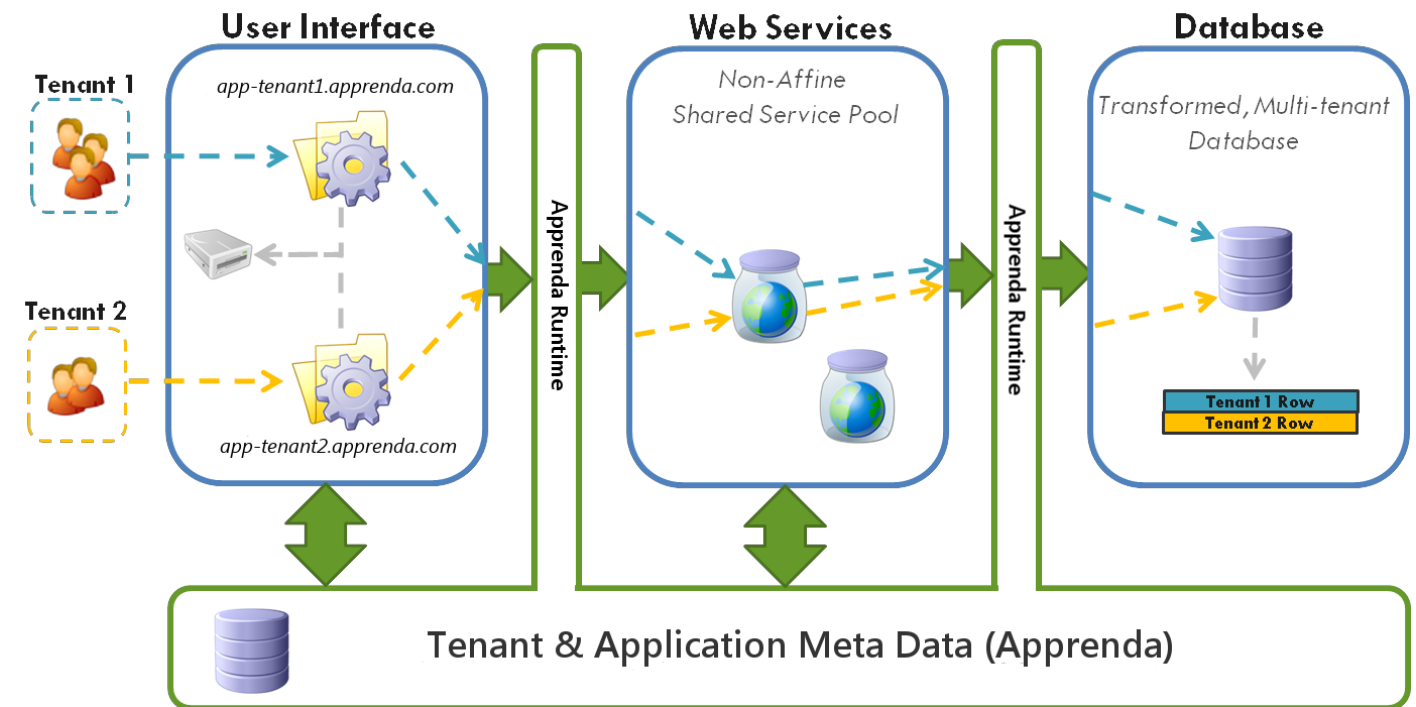 User Interface
Web Services
Database
Tenant 1
app-tenant1.apprenda.com
Non-Affine
Shared Service Pool
Transformed, Multi-tenant
Database
Apprenda Runtime
Apprenda Runtime
Tenant 2
app-tenant2.apprenda.com
Tenant 1 Row
Tenant 2 Row
Tenant & Application Meta Data (Apprenda)